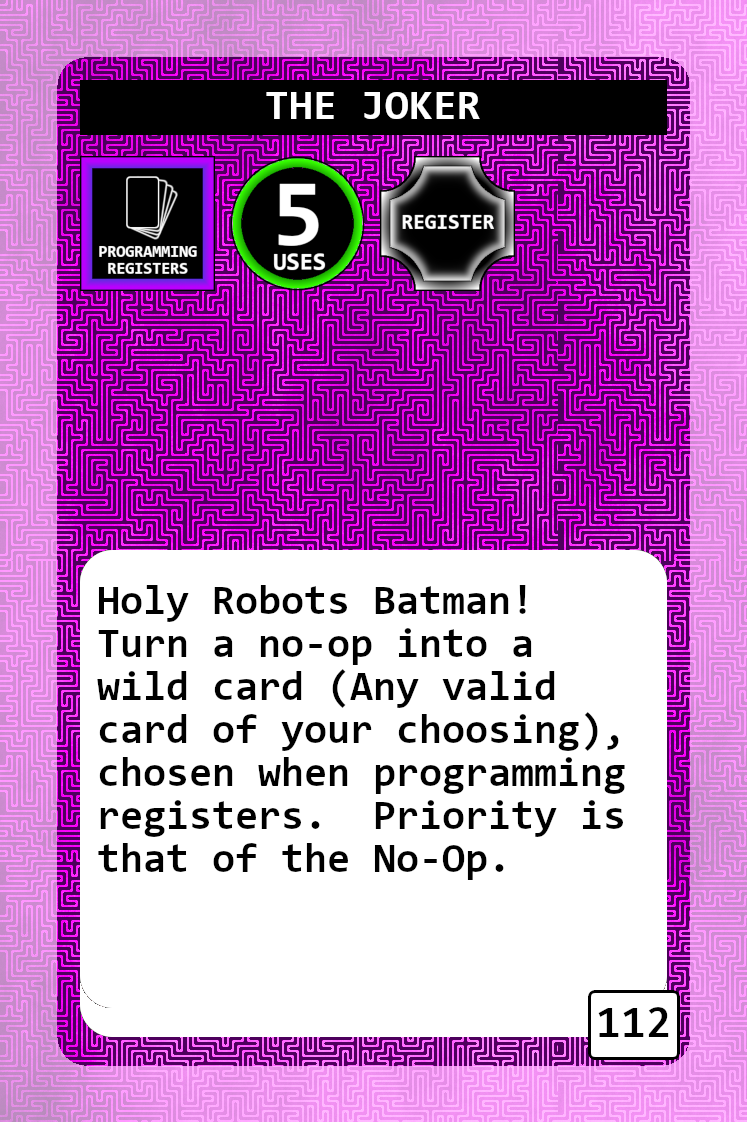 THE JOKER
PROGRAMMING
REGISTERS
5
USES
REGISTER
Holy Robots Batman!
Turn a no-op into a
wild card (Any valid
card of your choosing),
chosen when programming
registers.  Priority is
that of the No-Op.
112